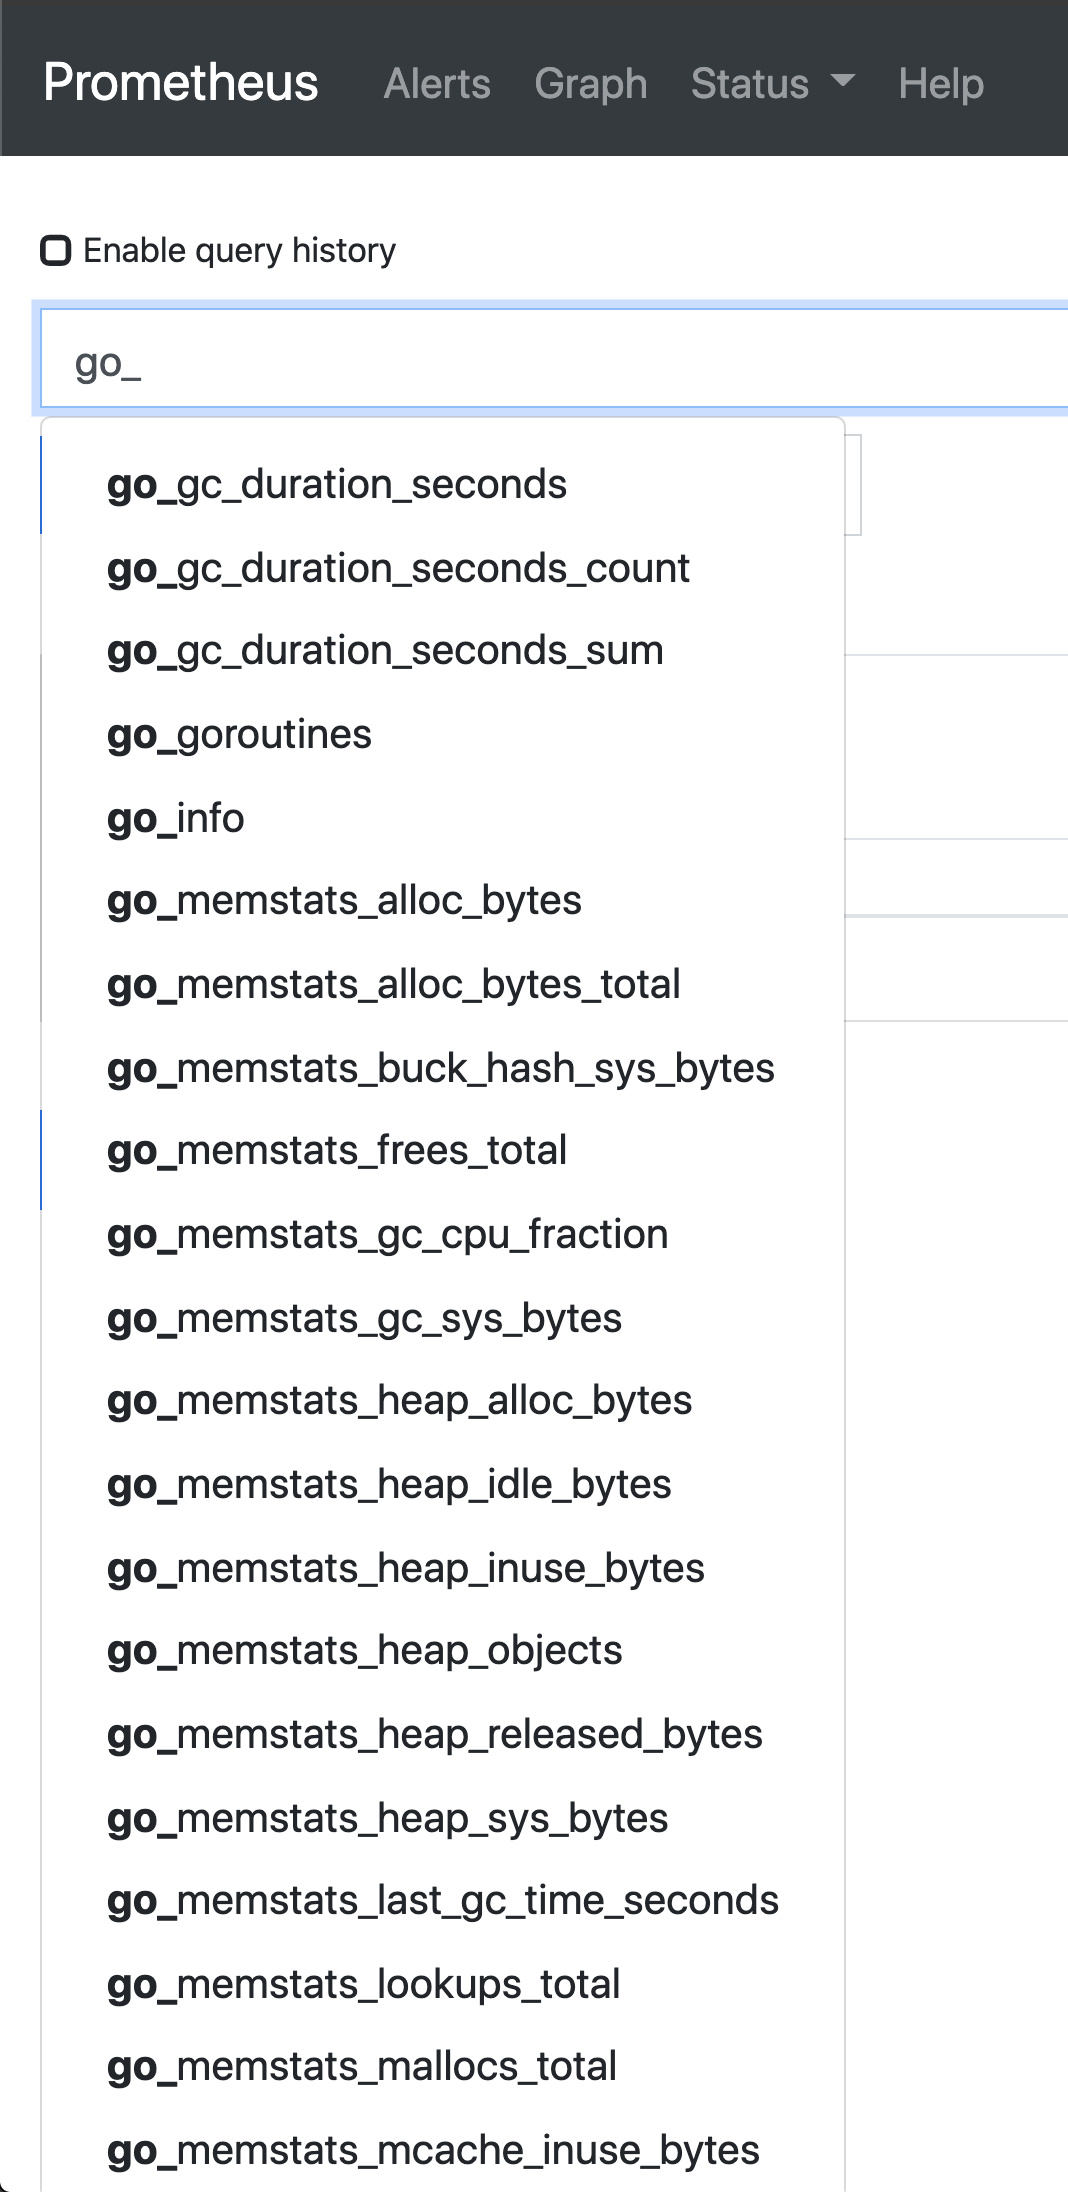 Prometheus Alerts Graph Status Help
Enable query history
go_
go_gc_duration_seconds
go_gc_duration_seconds_count
go_gc_duration_seconds_sum
go_goroutines
go_info
go_memstats_alloc_bytes
go_memstats_alloc_bytes_total
go_memstats_buck_hash_sys_bytes
go_memstats_frees_total
go_memstats_gc_cpu_fraction
go_memstats_gc_sys_bytes
go_memstats_heap_alloc_bytes
go_memstats_heap_idle_bytes
go_memstats_heap_inuse_bytes
go_memstats_heap_objects
go_memstats_heap_released_bytes
go_memstats_heap_sys_bytes
go_memstats_last_gc_time_seconds
go_memstats_lookups_total
go_memstats_mallocs_total
go_memstats_mcache_inuse_bytes